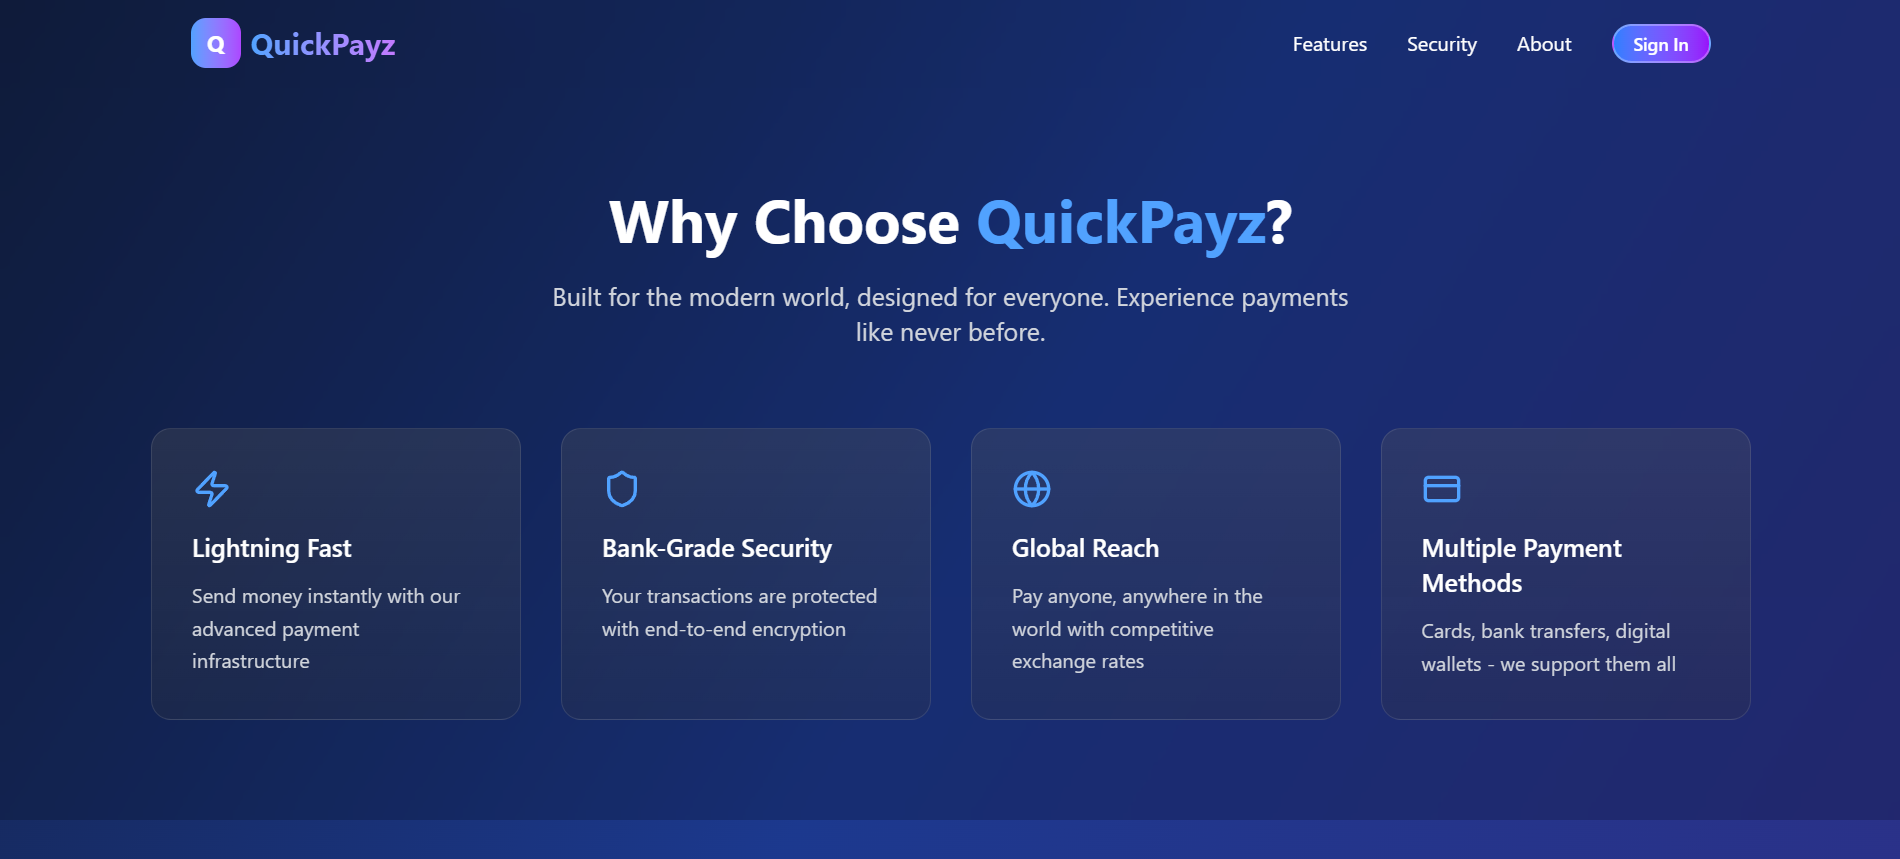 Q QuickPayz
Features Security About Sign In
Why Choose QuickPayz?
Built for the modern world, designed for everyone. Experience payments
like never before.
Lightning Fast
Send money instantly with our
advanced payment
infrastructure
Bank-Grade Security
Your transactions are protected
with end-to-end encryption
Global Reach
Pay anyone, anywhere in the
world with competitive
exchange rates
Multiple Payment
Methods
Cards, bank transfers, digital
wallets - we support them all